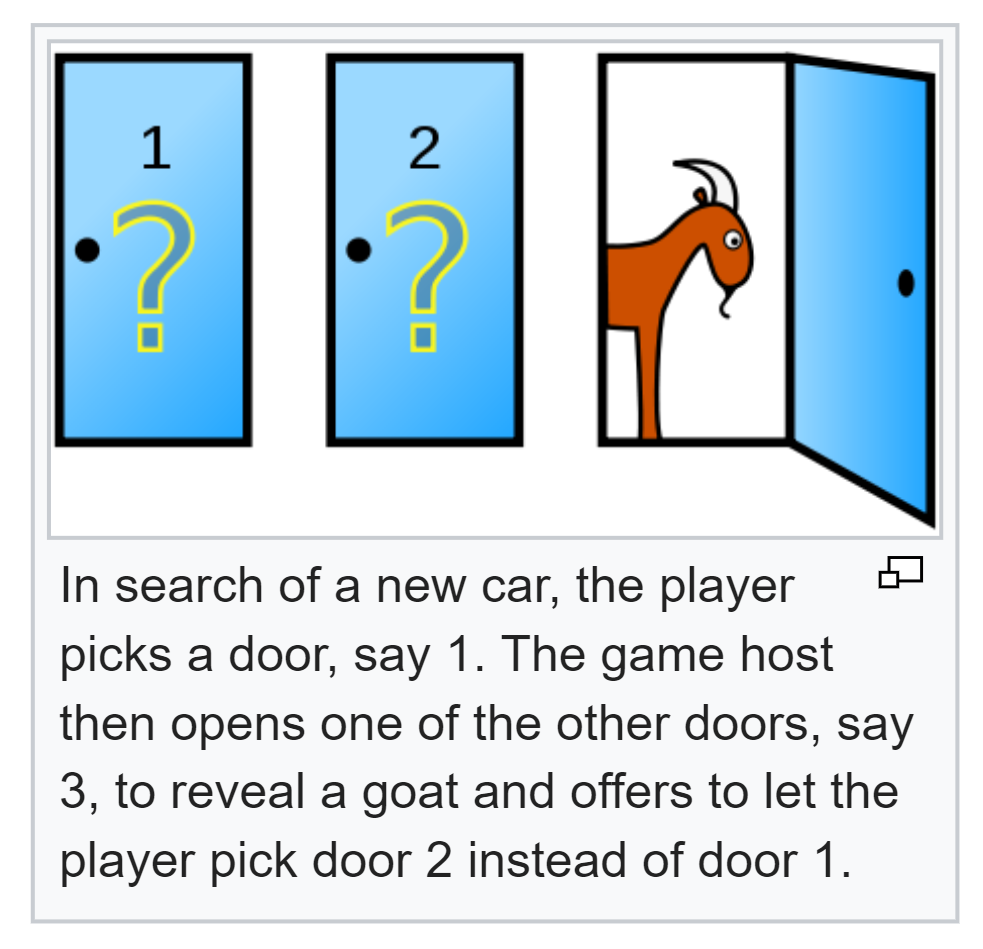 1
2
?
?
In search of a new car, the player
picks a door, say 1. The game host
then opens one of the other doors, say
3, to reveal a goat and offers to let the
player pick door 2 instead of door 1.